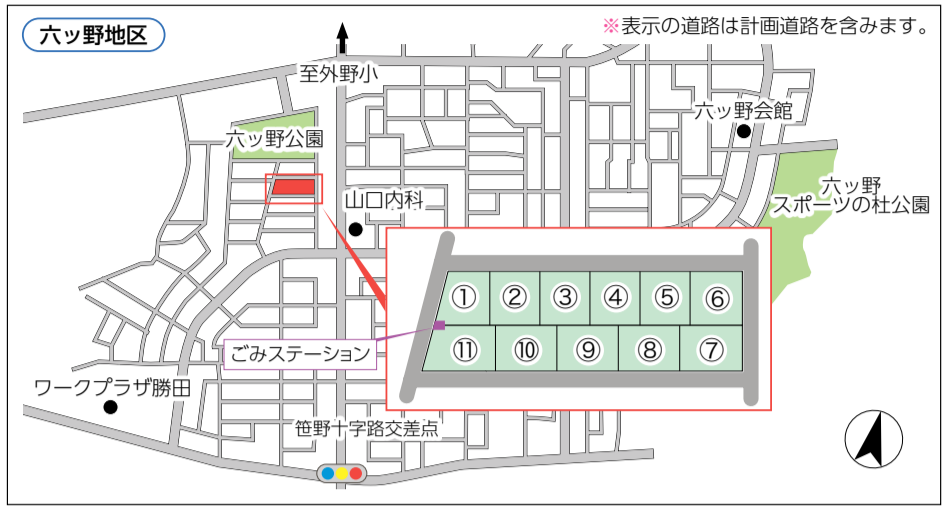 六ッ野地区
※表示の道路は計画道路を含みます。
至外野小
六ッ野会館
六ッ野公園
六ッ野
スポーツの杜公園
山口内科
① ② ③ ④ ⑤ ⑥
⑪ ⑩ ⑨ ⑧ ⑦
ごみステーション
ワークプラザ勝田
笹野十字路交差点